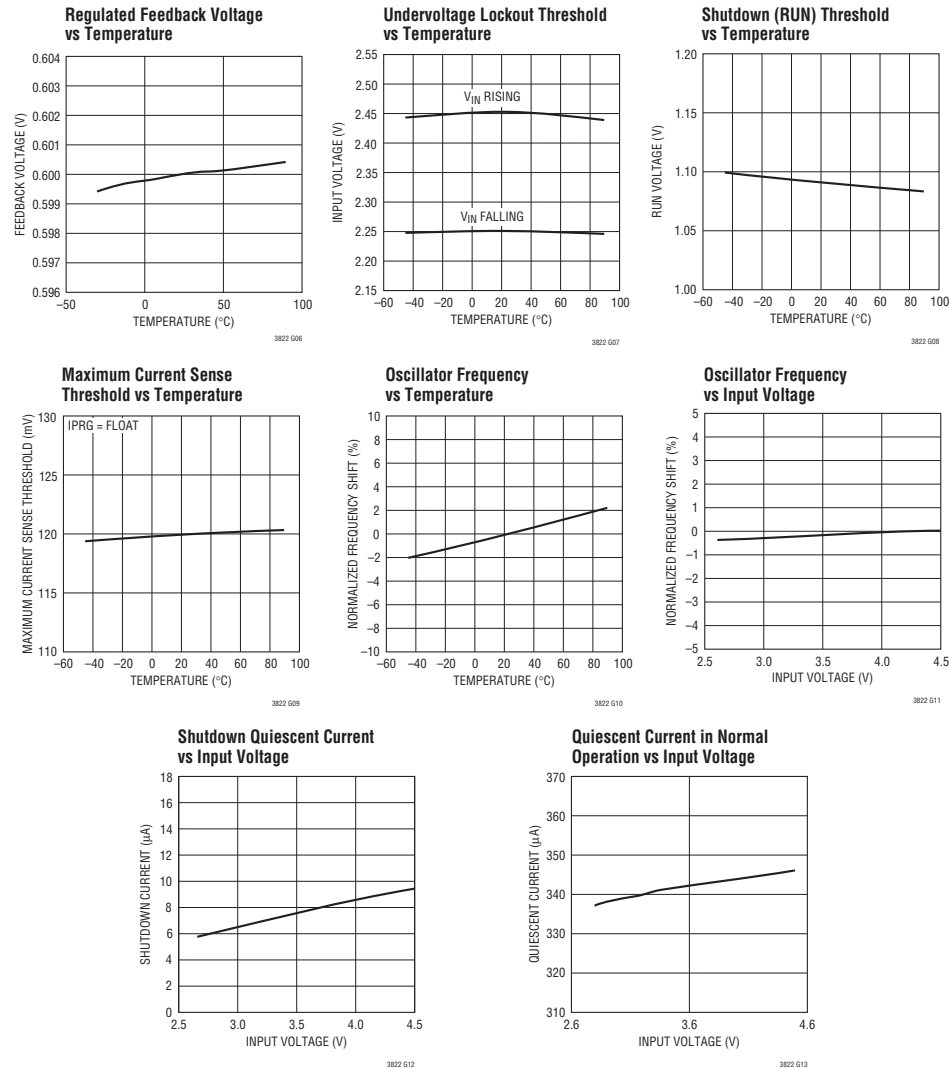 Regulated Feedback Voltage
vs Temperature
0.604
0.603
0.602
0.601
0.600
0.599
0.598
0.597
0.596
FEEDBACK VOLTAGE (V)
–50
0
50
100
TEMPERATURE (°C)
3822 G06
Undervoltage Lockout Threshold
vs Temperature
2.55
2.50
2.45
2.40
2.35
2.30
2.25
2.20
2.15
INPUT VOLTAGE (V)
VIN RISING
VIN FALLING
–60 –40 –20 0 20 40 60 80 100
TEMPERATURE (°C)
3822 G07
Shutdown (RUN) Threshold
vs Temperature
1.20
1.15
1.10
1.05
1.00
RUN VOLTAGE (V)
–60 –40 –20 0 20 40 60 80 100
TEMPERATURE (°C)
3822 G08
Maximum Current Sense
Threshold vs Temperature
130
125
120
115
110
MAXIMUM CURRENT SENSE THRESHOLD (mV)
IPRG = FLOAT
–60 –40 –20 0 20 40 60 80 100
TEMPERATURE (°C)
3822 G09
Oscillator Frequency
vs Temperature
10
8
6
4
2
0
–2
–4
–6
–8
–10
NORMALIZED FREQUENCY SHIFT (%)
–60 –40 –20 0 20 40 60 80 100
TEMPERATURE (°C)
3822 G10
Oscillator Frequency
vs Input Voltage
5
4
3
2
1
0
–1
–2
–3
–4
–5
NORMALIZED FREQUENCY SHIFT (%)
2.5 3.0 3.5 4.0 4.5
INPUT VOLTAGE (V)
3822 G11
Shutdown Quiescent Current
vs Input Voltage
18
16
14
12
10
8
6
4
2
0
SHUTDOWN CURRENT (µA)
2.5 3.0 3.5 4.0 4.5
INPUT VOLTAGE (V)
3822 G12
Quiescent Current in Normal
Operation vs Input Voltage
370
360
350
340
330
320
310
QUIESCENT CURRENT (µA)
2.6 3.6 4.6
INPUT VOLTAGE (V)
3822 G13